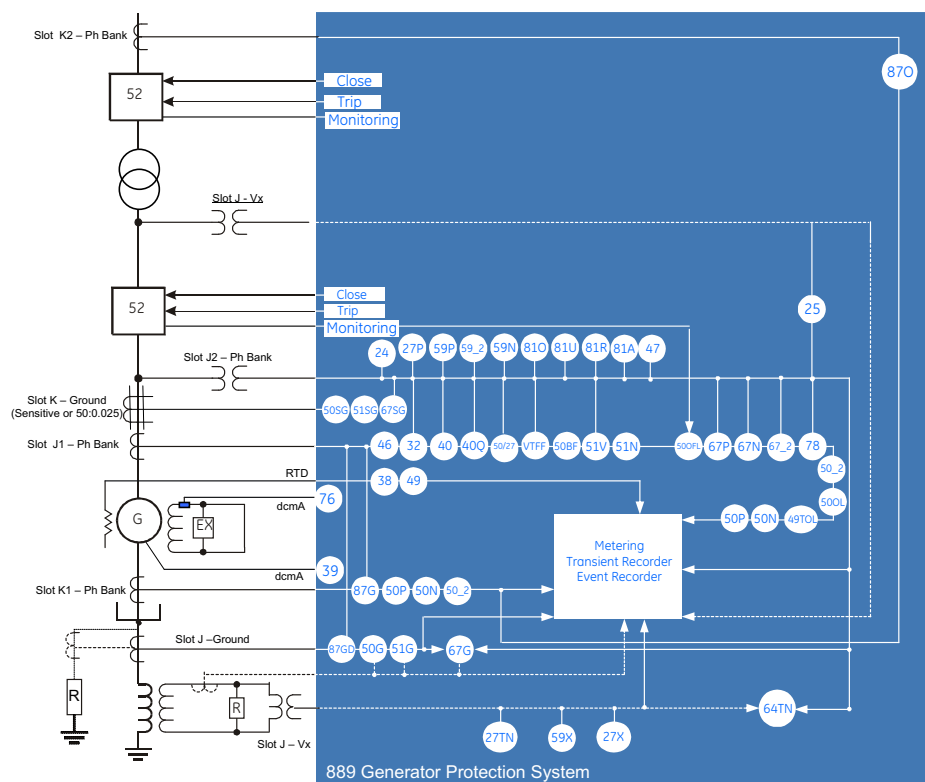 Slot K2 – Ph Bank
87O
52
Close
Trip
Monitoring
Slot J - Vx
52
Close
Trip
Monitoring
25
24
27P
59P
59_2
59N
81O
81U
81R
81A
47
Slot J2 – Ph Bank
Slot K – Ground
(Sensitive or 50:0.025)
50SG
51SG
67SG
Slot J1 – Ph Bank
46
32
40
40Q
50/27
VTFF
50BF
51V
51N
50OFL
67P
67N
67_2
78
50_2
50OL
RTD
38
49
76
dcmA
G
EX
50P
50N
49TOL
Metering
Transient Recorder
Event Recorder
39
dcmA
Slot K1 – Ph Bank
87G
50P
50N
50_2
Slot J –Ground
87GD
50G
51G
67G
R
R
64TN
27TN
59X
27X
Slot J – Vx
889 Generator Protection System